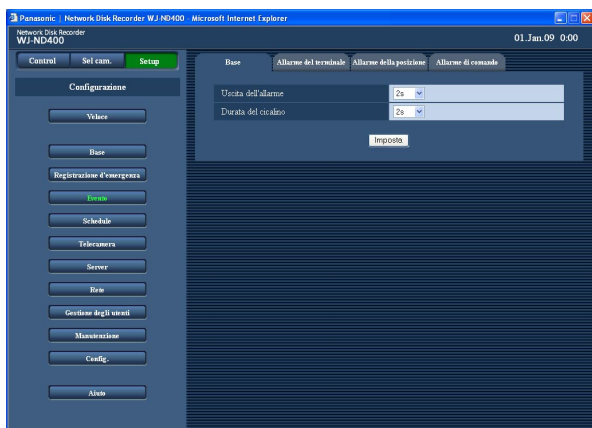 Panasonic | Network Disk Recorder WJ-ND400 - Microsoft Internet Explorer
Network Disk Recorder
WJ-ND400
01.Jan.09 0:00
Control Sel cam. Setup
Configurazione
Veloce
Base
Registrazione d'emergenza
Evento
Schedule
Telecamera
Server
Rete
Gestione degli utenti
Manutenzione
Config.
Aiuto
Base Allarme del terminale Allarme della posizione Allarme di comando
Uscita dell'allarme 2s
Durata del cicalino 2s
Imposta